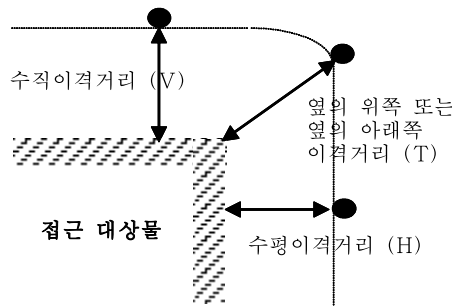 수직이격거리 (V)
옆의 위쪽 또는
옆의 아래쪽
이격거리 (T)
접근 대상물
수평이격거리 (H)